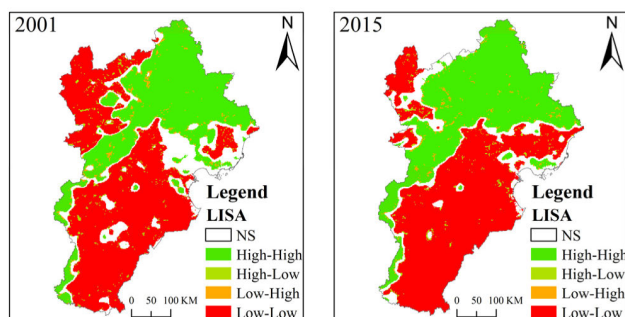 2001
N
Legend
LISA
NS
High-High
High-Low
Low-High
Low-Low
0 50 100 KM
2015
N
Legend
LISA
NS
High-High
High-Low
Low-High
Low-Low
0 50 100 KM